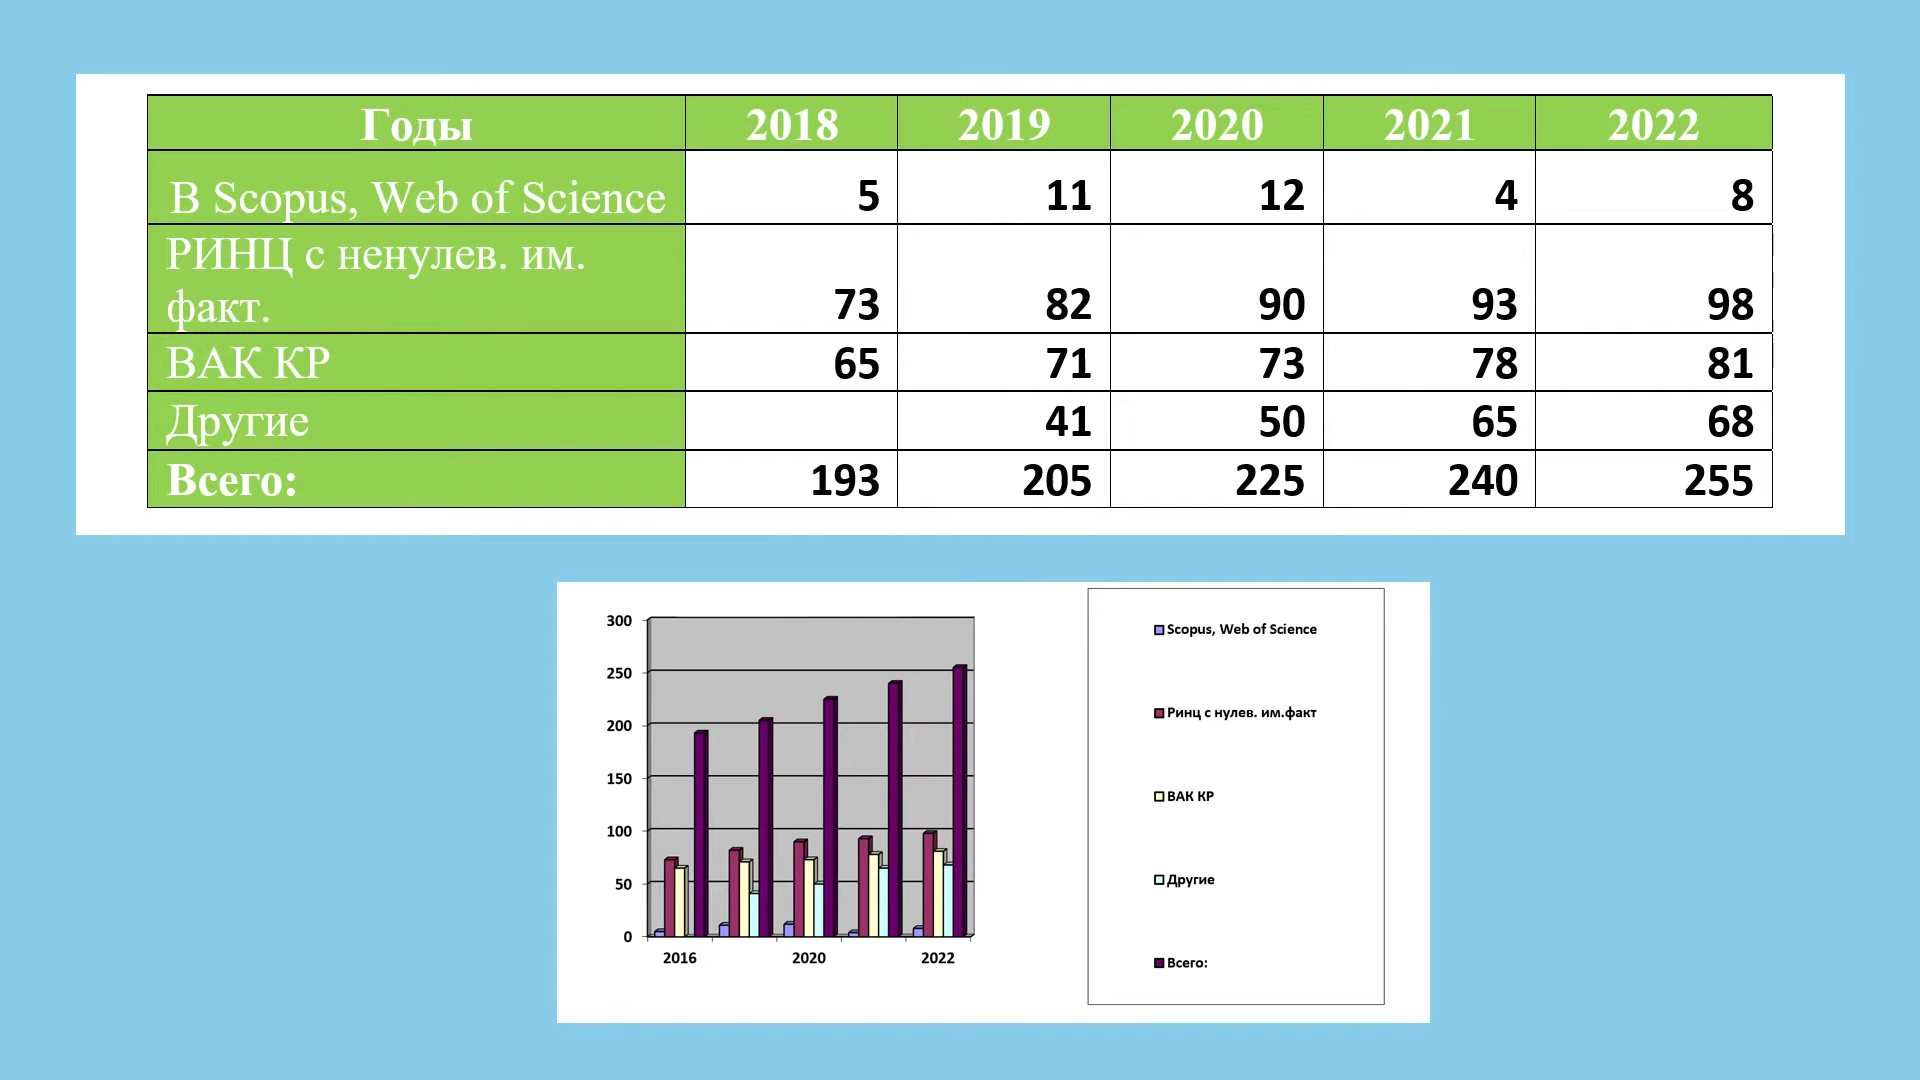 Годы 2018 2019 2020 2021 2022
В Scopus, Web of Science 5 11 12 4 8
РИНЦ с ненулев. им.
факт. 73 82 90 93 98
ВАК КР 65 71 73 78 81
Другие 41 50 65 68
Всего: 193 205 225 240 255
300
250
200
150
100
50
0
2016 2020 2022
Scopus, Web of Science
Ринц с нулев. им.факт
ВАК КР
Другие
Всего: